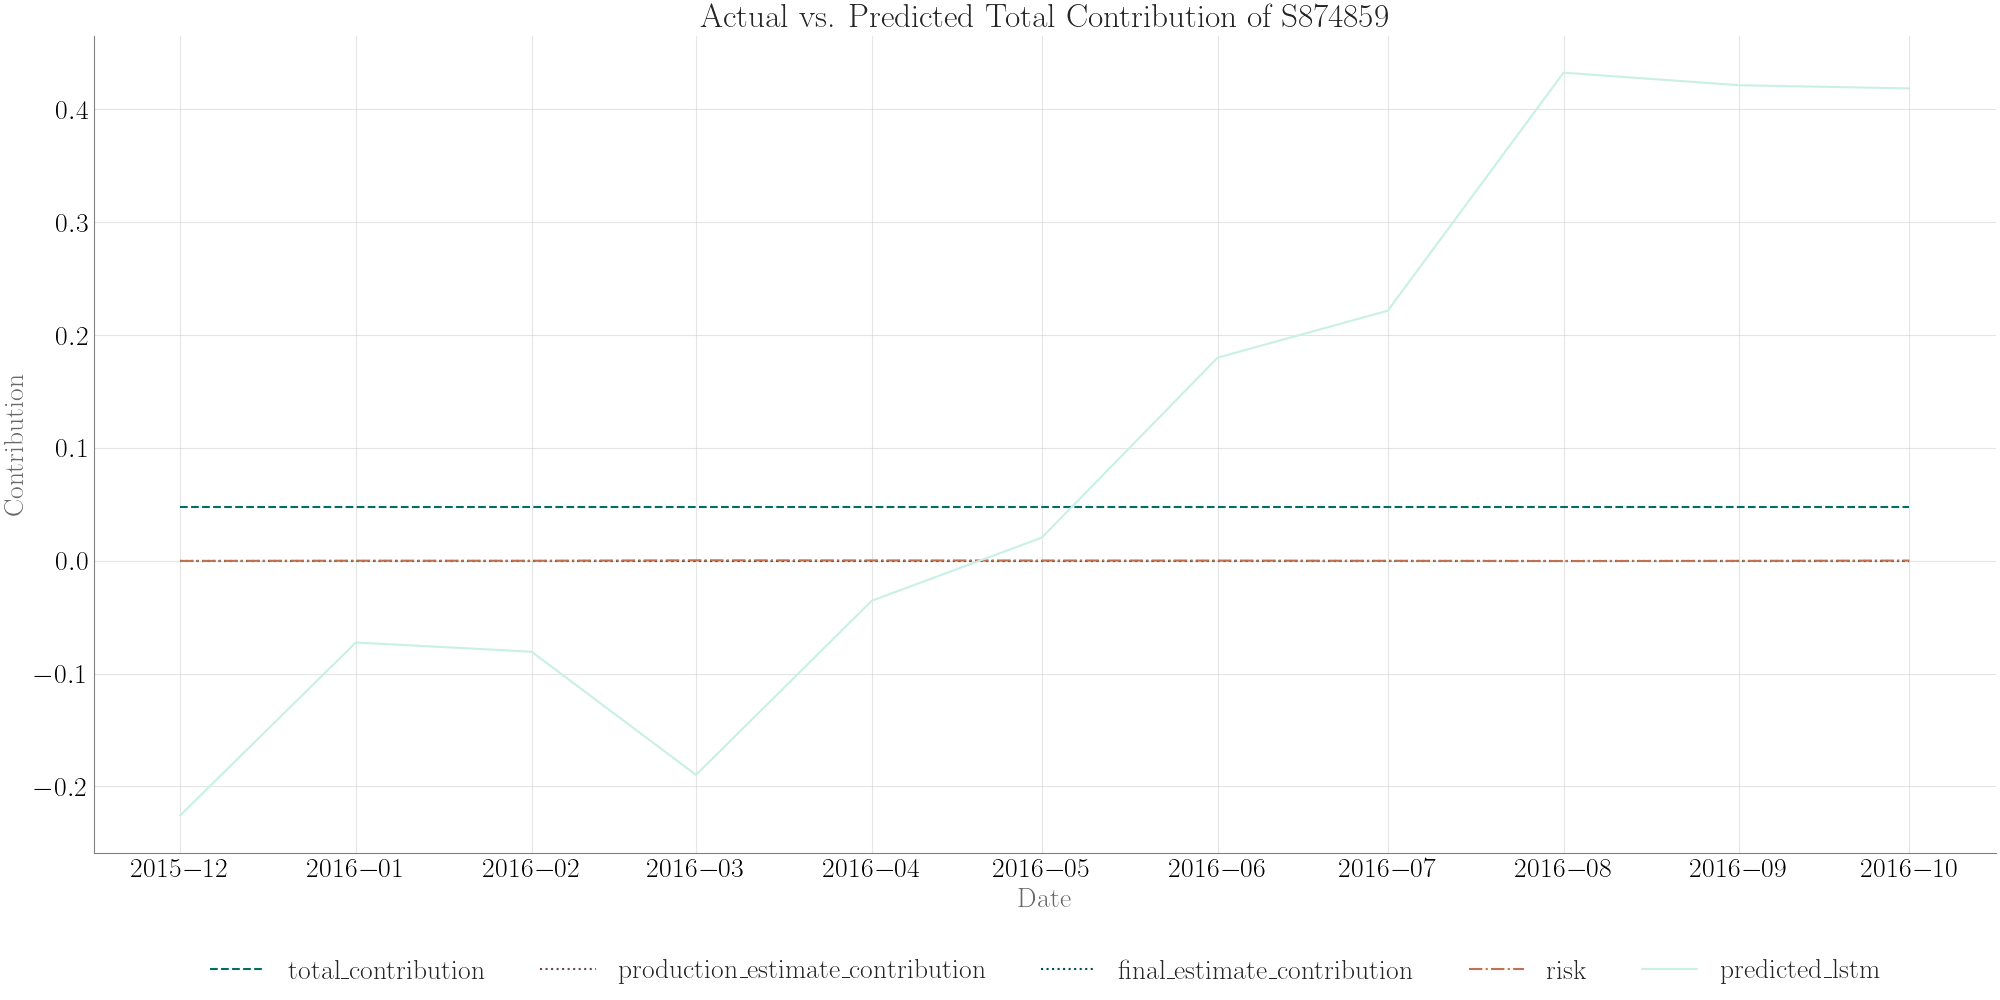 Actual vs. Predicted Total Contribution of S874859
Contribution
0.4
0.3
0.2
0.1
0.0
−0.1
−0.2
2015–12 2016–01 2016–02 2016–03 2016–04 2016–05 2016–06 2016–07 2016–08 2016–09 2016–10
Date
total_contribution production_estimate_contribution final_estimate_contribution risk predicted_lstm